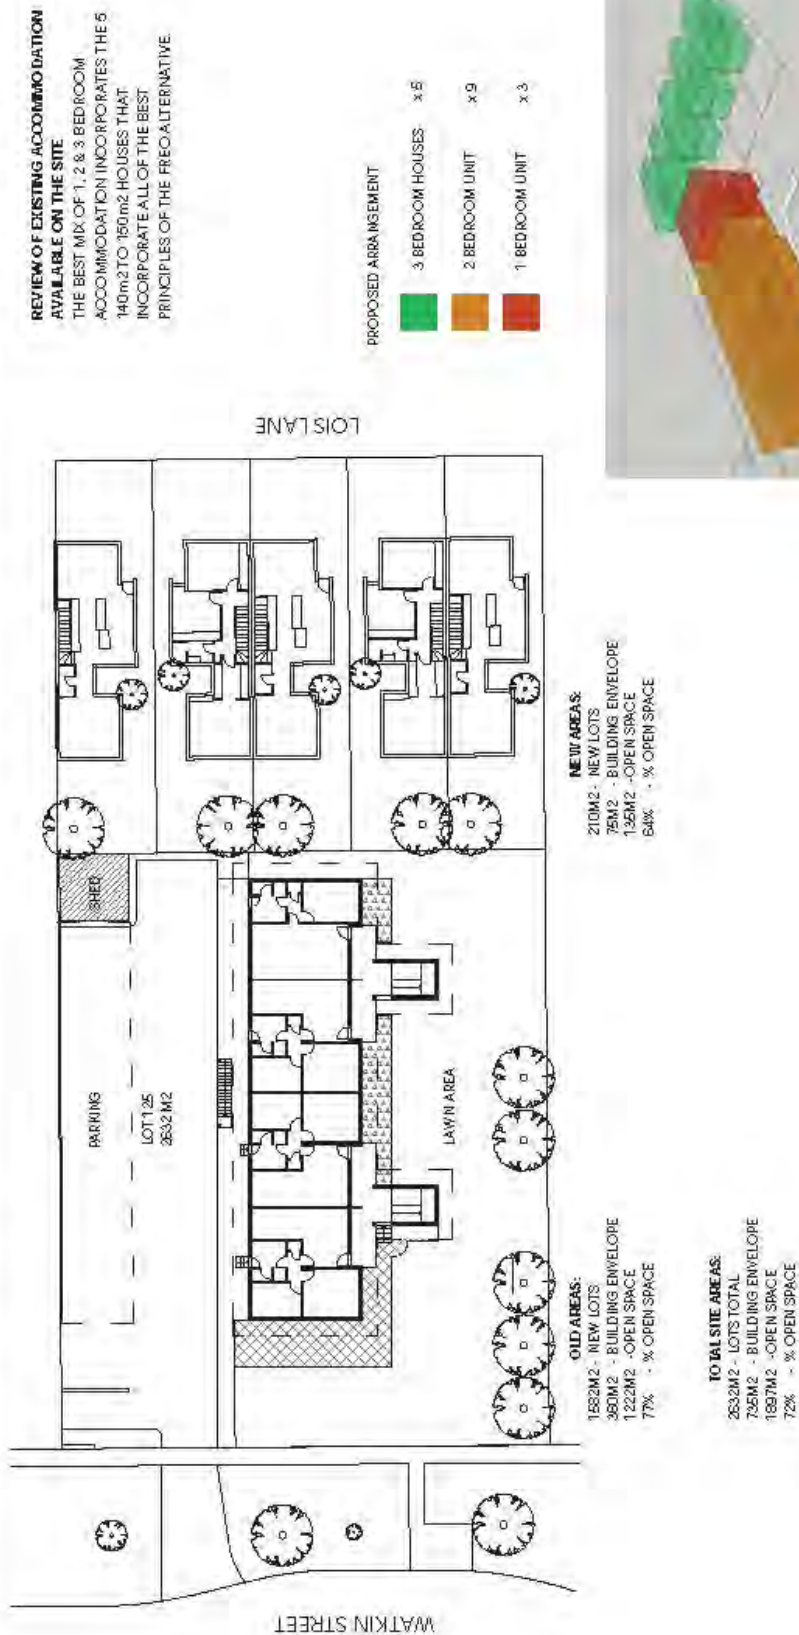 REVIEW OF EXISTING ACCOMMODATION
AVAILABLE ON THE SITE
THE BEST MIX OF 1, 2 & 3 BEDROOM
ACCOMMODATION INCORPORATES THE 5
140m2 TO 150m2 HOUSES THAT
INCORPORATE ALL OF THE BEST
PRINCIPLES OF THE FREOALTERNATIVE.
PROPOSED ARRANGEMENT
3 BEDROOM HOUSES x 5
2 BEDROOM UNIT x 9
1 BEDROOM UNIT x 3
LOIS LANE
SHED
PARKING
LOT 125
2632 M2
LAWN AREA
WATKIN STREET
OLD AREAS:
1582M2 - NEW LOTS
360M2 - BUILDING ENVELOPE
1222M2 - OPEN SPACE
77% - % OPEN SPACE
NEW AREAS:
210M2 - NEW LOTS
75M2 - BUILDING ENVELOPE
135M2 - OPEN SPACE
64% - % OPEN SPACE
TOTAL SITE AREAS:
2632M2 - LOTS TOTAL
735M2 - BUILDING ENVELOPE
1897M2 - OPEN SPACE
72% - % OPEN SPACE